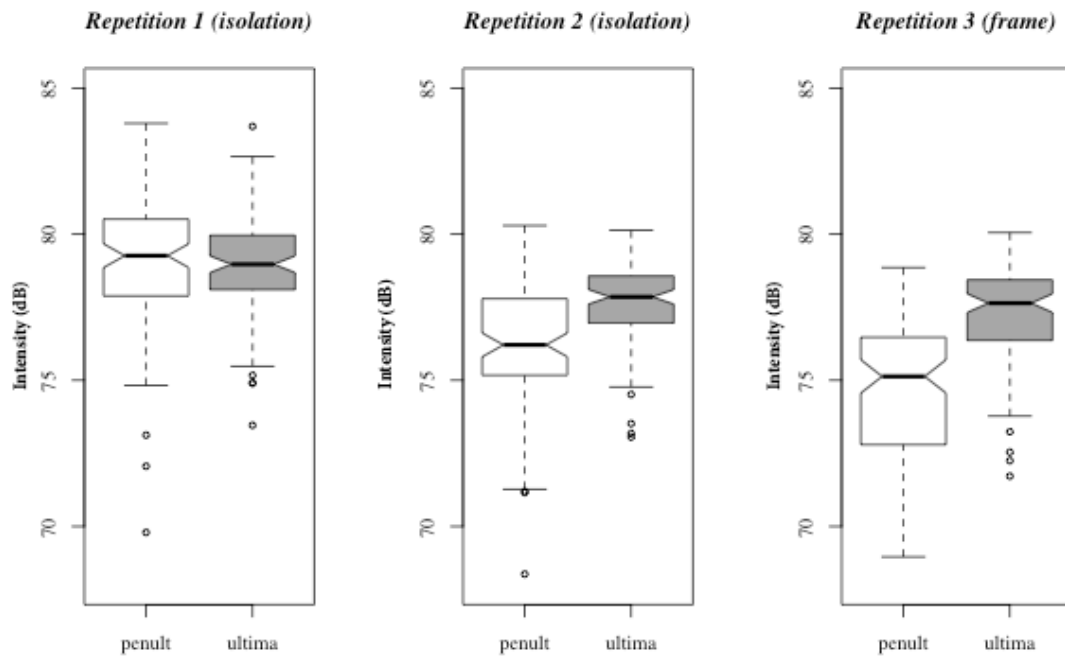 Repetition 1 (isolation)
Intensity (dB)
85
80
75
70
penult ultima
Repetition 2 (isolation)
Intensity (dB)
85
80
75
70
penult ultima
Repetition 3 (frame)
Intensity (dB)
85
80
75
70
penult ultima